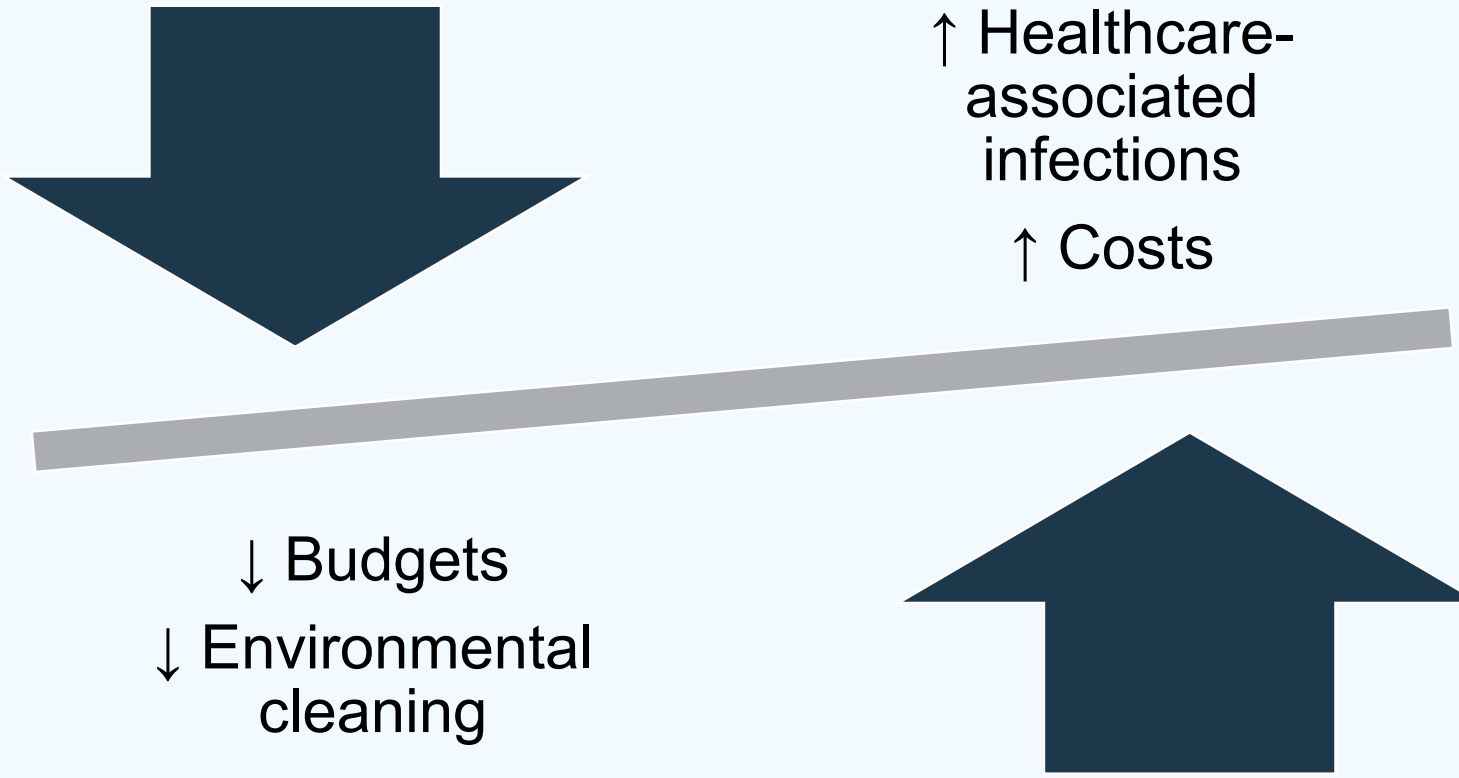 ↑ Healthcare-
associated
infections
↑ Costs
↓ Budgets
↓ Environmental
cleaning